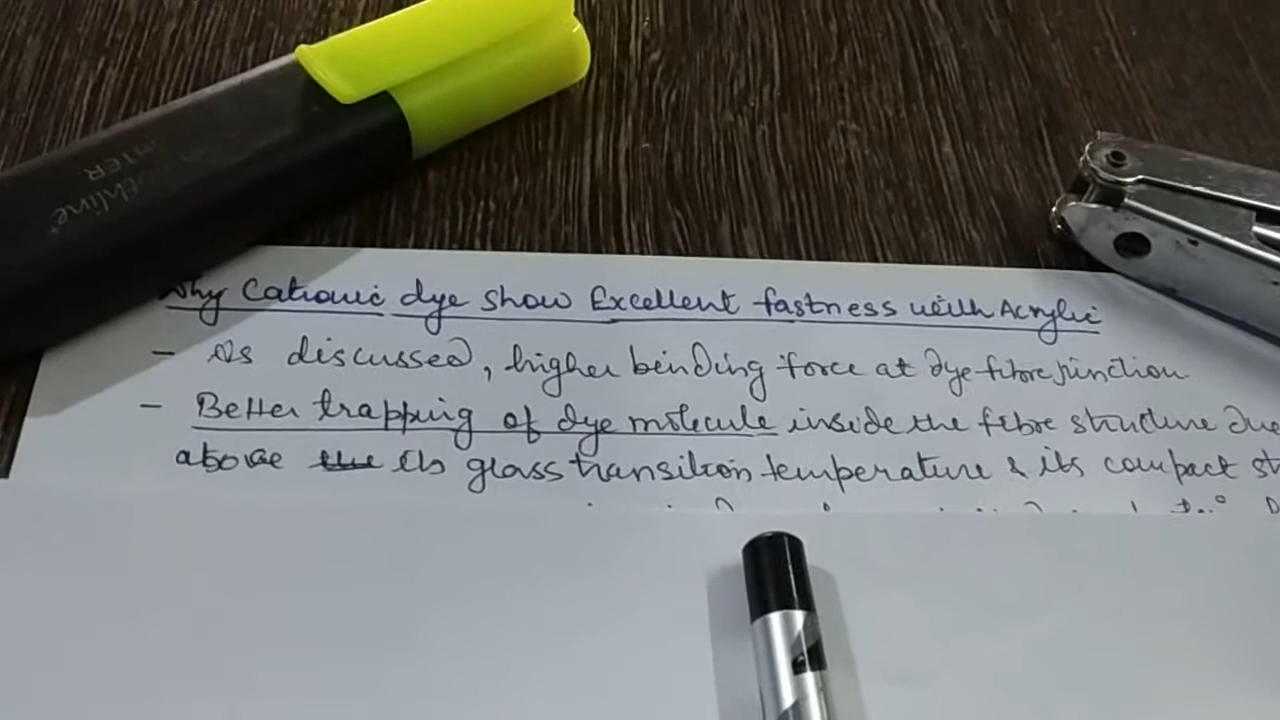 Why Cationic dye show Excellent fastness with Acrylic
- As discussed, higher beinding force at dye fibre junction
- Better trapping of dye molecule inside the fibre structure due
above the its glass transition temperature & its compact